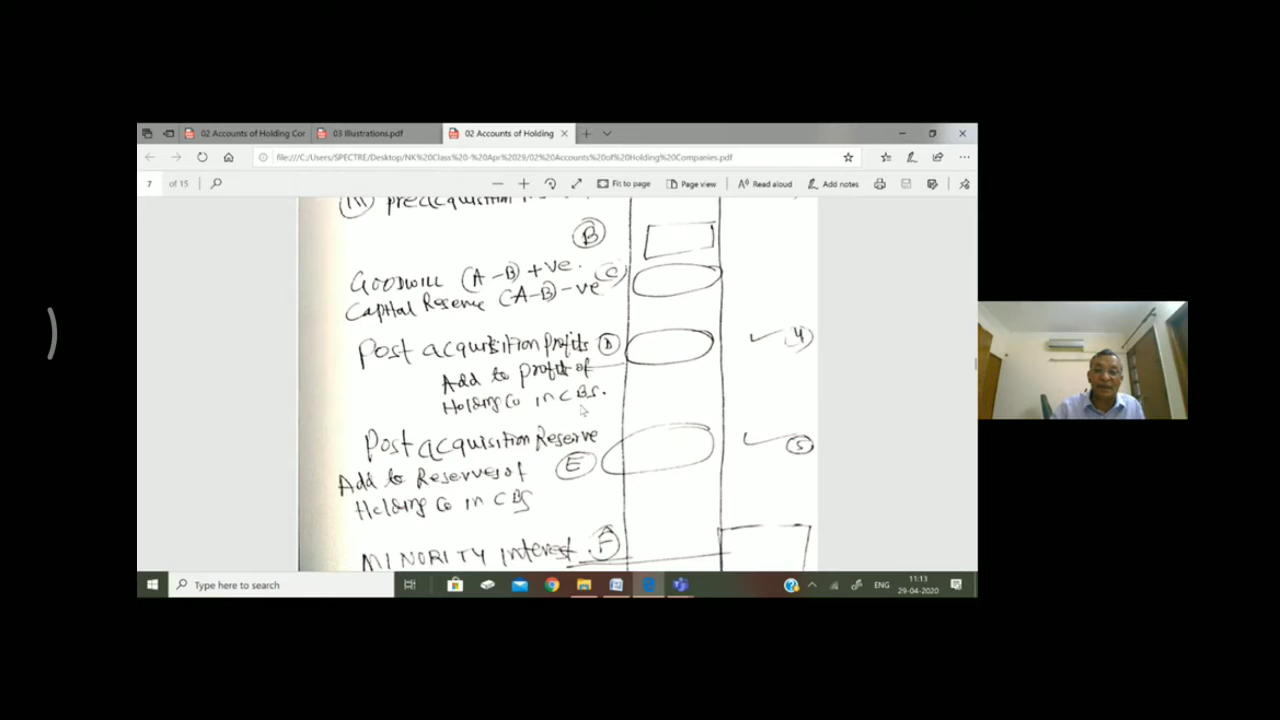 02 Accounts of Holding Cor
03 Illustrations.pdf
02 Accounts of Holding
file:///C:/Users/SPECTRE/Desktop/NK%20Class%20-%20Apr%2029/02%20Accounts%20of%20Holding%20Companies.pdf
7 of 15
Fit to page
Page view
Read aloud
Add notes
(III) preacquisition
B
GOODWILL (A-B) +ve. C
Capital Reserve (A-B) -ve
Post acquisition profits D
4
Add to profits of
Holding Co in CBS.
Post acquisition Reserve
E
5
Add to Reserves of
Holding Co in CBS
MINORITY interest F
Type here to search
ENG
11:13
29-04-2020